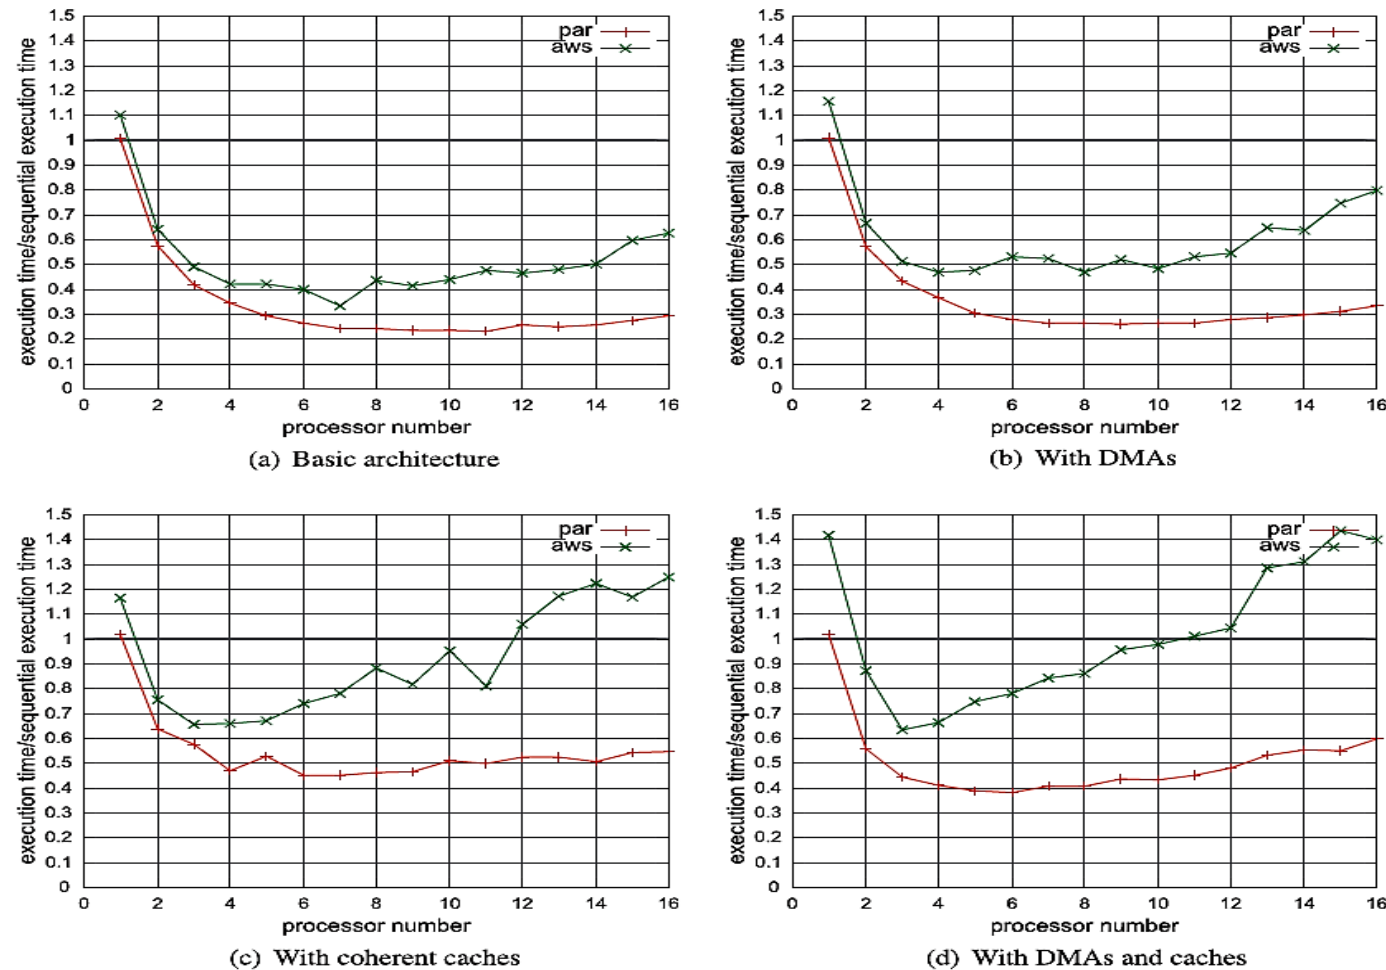 execution time/sequential execution time
1.5
1.4
1.3
1.2
1.1
1
0.9
0.8
0.7
0.6
0.5
0.4
0.3
0.2
0.1
0
par
aws
0 2 4 6 8 10 12 14 16
processor number
(a) Basic architecture
execution time/sequential execution time
1.5
1.4
1.3
1.2
1.1
1
0.9
0.8
0.7
0.6
0.5
0.4
0.3
0.2
0.1
0
par
aws
0 2 4 6 8 10 12 14 16
processor number
(b) With DMAs
execution time/sequential execution time
1.5
1.4
1.3
1.2
1.1
1
0.9
0.8
0.7
0.6
0.5
0.4
0.3
0.2
0.1
0
par
aws
0 2 4 6 8 10 12 14 16
processor number
(c) With coherent caches
execution time/sequential execution time
1.5
1.4
1.3
1.2
1.1
1
0.9
0.8
0.7
0.6
0.5
0.4
0.3
0.2
0.1
0
par
aws
0 2 4 6 8 10 12 14 16
processor number
(d) With DMAs and caches